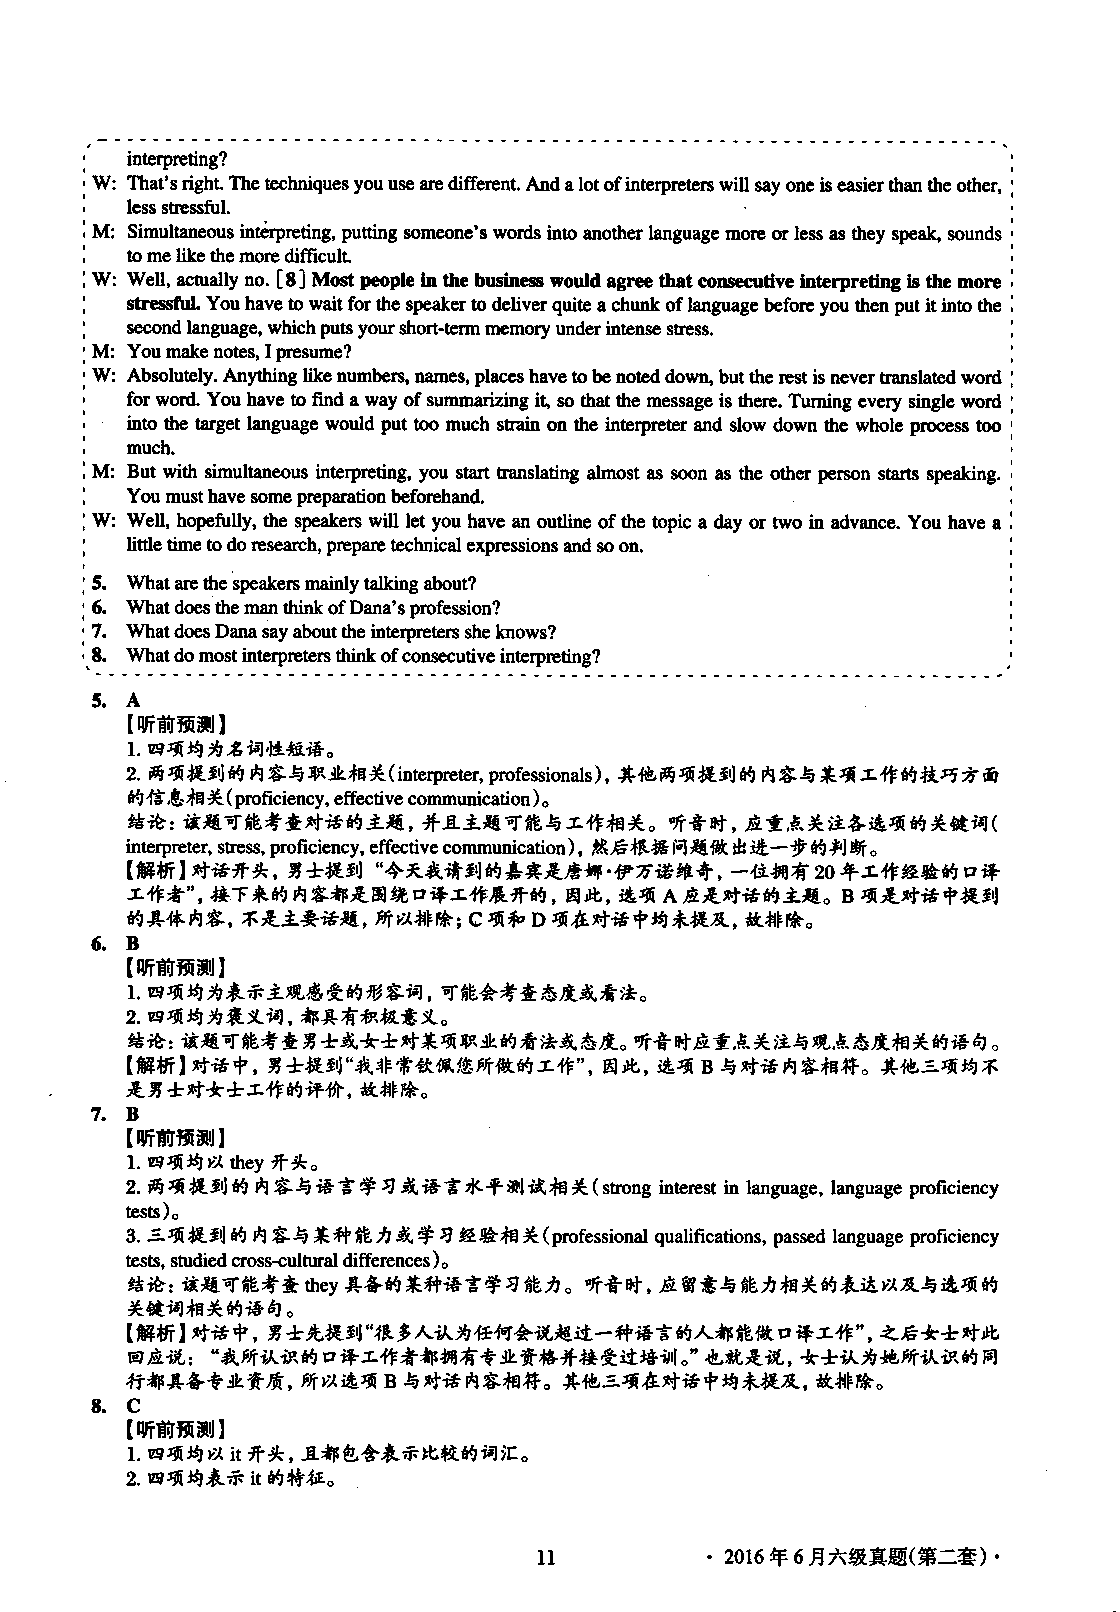 interpreting?
W: That's right. The techniques you use are different. And a lot of interpreters will say one is easier than the other,
less stressful.
M: Simultaneous interpreting, putting someone's words into another language more or less as they speak, sounds
to me like the more difficult.
W: Well, actually no. [8] Most people in the business would agree that consecutive interpreting is the more
stressful. You have to wait for the speaker to deliver quite a chunk of language before you then put it into the
second language, which puts your short-term memory under intense stress.
M: You make notes, I presume?
W: Absolutely. Anything like numbers, names, places have to be noted down, but the rest is never translated word
for word. You have to find a way of summarizing it, so that the message is there. Turning every single word
into the target language would put too much strain on the interpreter and slow down the whole process too
much.
M: But with simultaneous interpreting, you start translating almost as soon as the other person starts speaking.
You must have some preparation beforehand.
W: Well, hopefully, the speakers will let you have an outline of the topic a day or two in advance. You have a
little time to do research, prepare technical expressions and so on.
5. What are the speakers mainly talking about?
6. What does the man think of Dana's profession?
7. What does Dana say about the interpreters she knows?
8. What do most interpreters think of consecutive interpreting?
5. A
【听前预测】
1. 四项均为名词性短语。
2. 两项提到的内容与职业相关(interpreter, professionals), 其他两项提到的内容与某项工作的技巧方面
的信息相关(proficiency, effective communication)。
结论: 该题可能考查对话的主题, 并且主题可能与工作相关。听音时, 应重点关注各选项的关键词(
interpreter, stress, proficiency, effective communication), 然后根据问题做出进一步的判断。
【解析】对话开头, 男士提到 “今天我请到的嘉宾是唐娜·伊万诺维奇, 一位拥有 20 年工作经验的口译
工作者”, 接下来的内容都是围绕口译工作展开的, 因此, 选项 A 应是对话的主题。B 项是对话中提到
的具体内容, 不是主要话题, 所以排除; C 项和 D 项在对话中均未提及, 故排除。
6. B
【听前预测】
1. 四项均为表示主观感受的形容词, 可能会考查态度或看法。
2. 四项均为褒义词, 都具有积极意义。
结论: 该题可能考查男士或女士对某项职业的看法或态度。听音时应重点关注与观点态度相关的语句。
【解析】对话中, 男士提到“我非常钦佩您所做的工作”, 因此, 选项 B 与对话内容相符。其他三项均不
是男士对女士工作的评价, 故排除。
7. B
【听前预测】
1. 四项均以 they 开头。
2. 两项提到的内容与语言学习或语言水平测试相关(strong interest in language, language proficiency
tests)。
3. 三项提到的内容与某种能力或学习经验相关(professional qualifications, passed language proficiency
tests, studied cross-cultural differences)。
结论: 该题可能考查 they 具备的某种语言学习能力。听音时, 应留意与能力相关的表达以及与选项的
关键词相关的语句。
【解析】对话中, 男士先提到“很多人认为任何会说超过一种语言的人都能做口译工作”, 之后女士对此
回应说: “我所认识的口译工作者都拥有专业资格并接受过培训。”也就是说, 女士认为她所认识的同
行都具备专业资质, 所以选项 B 与对话内容相符。其他三项在对话中均未提及, 故排除。
8. C
【听前预测】
1. 四项均以 it 开头, 且都包含表示比较的词汇。
2. 四项均表示 it 的特征。
11
· 2016 年 6 月六级真题(第二套) ·